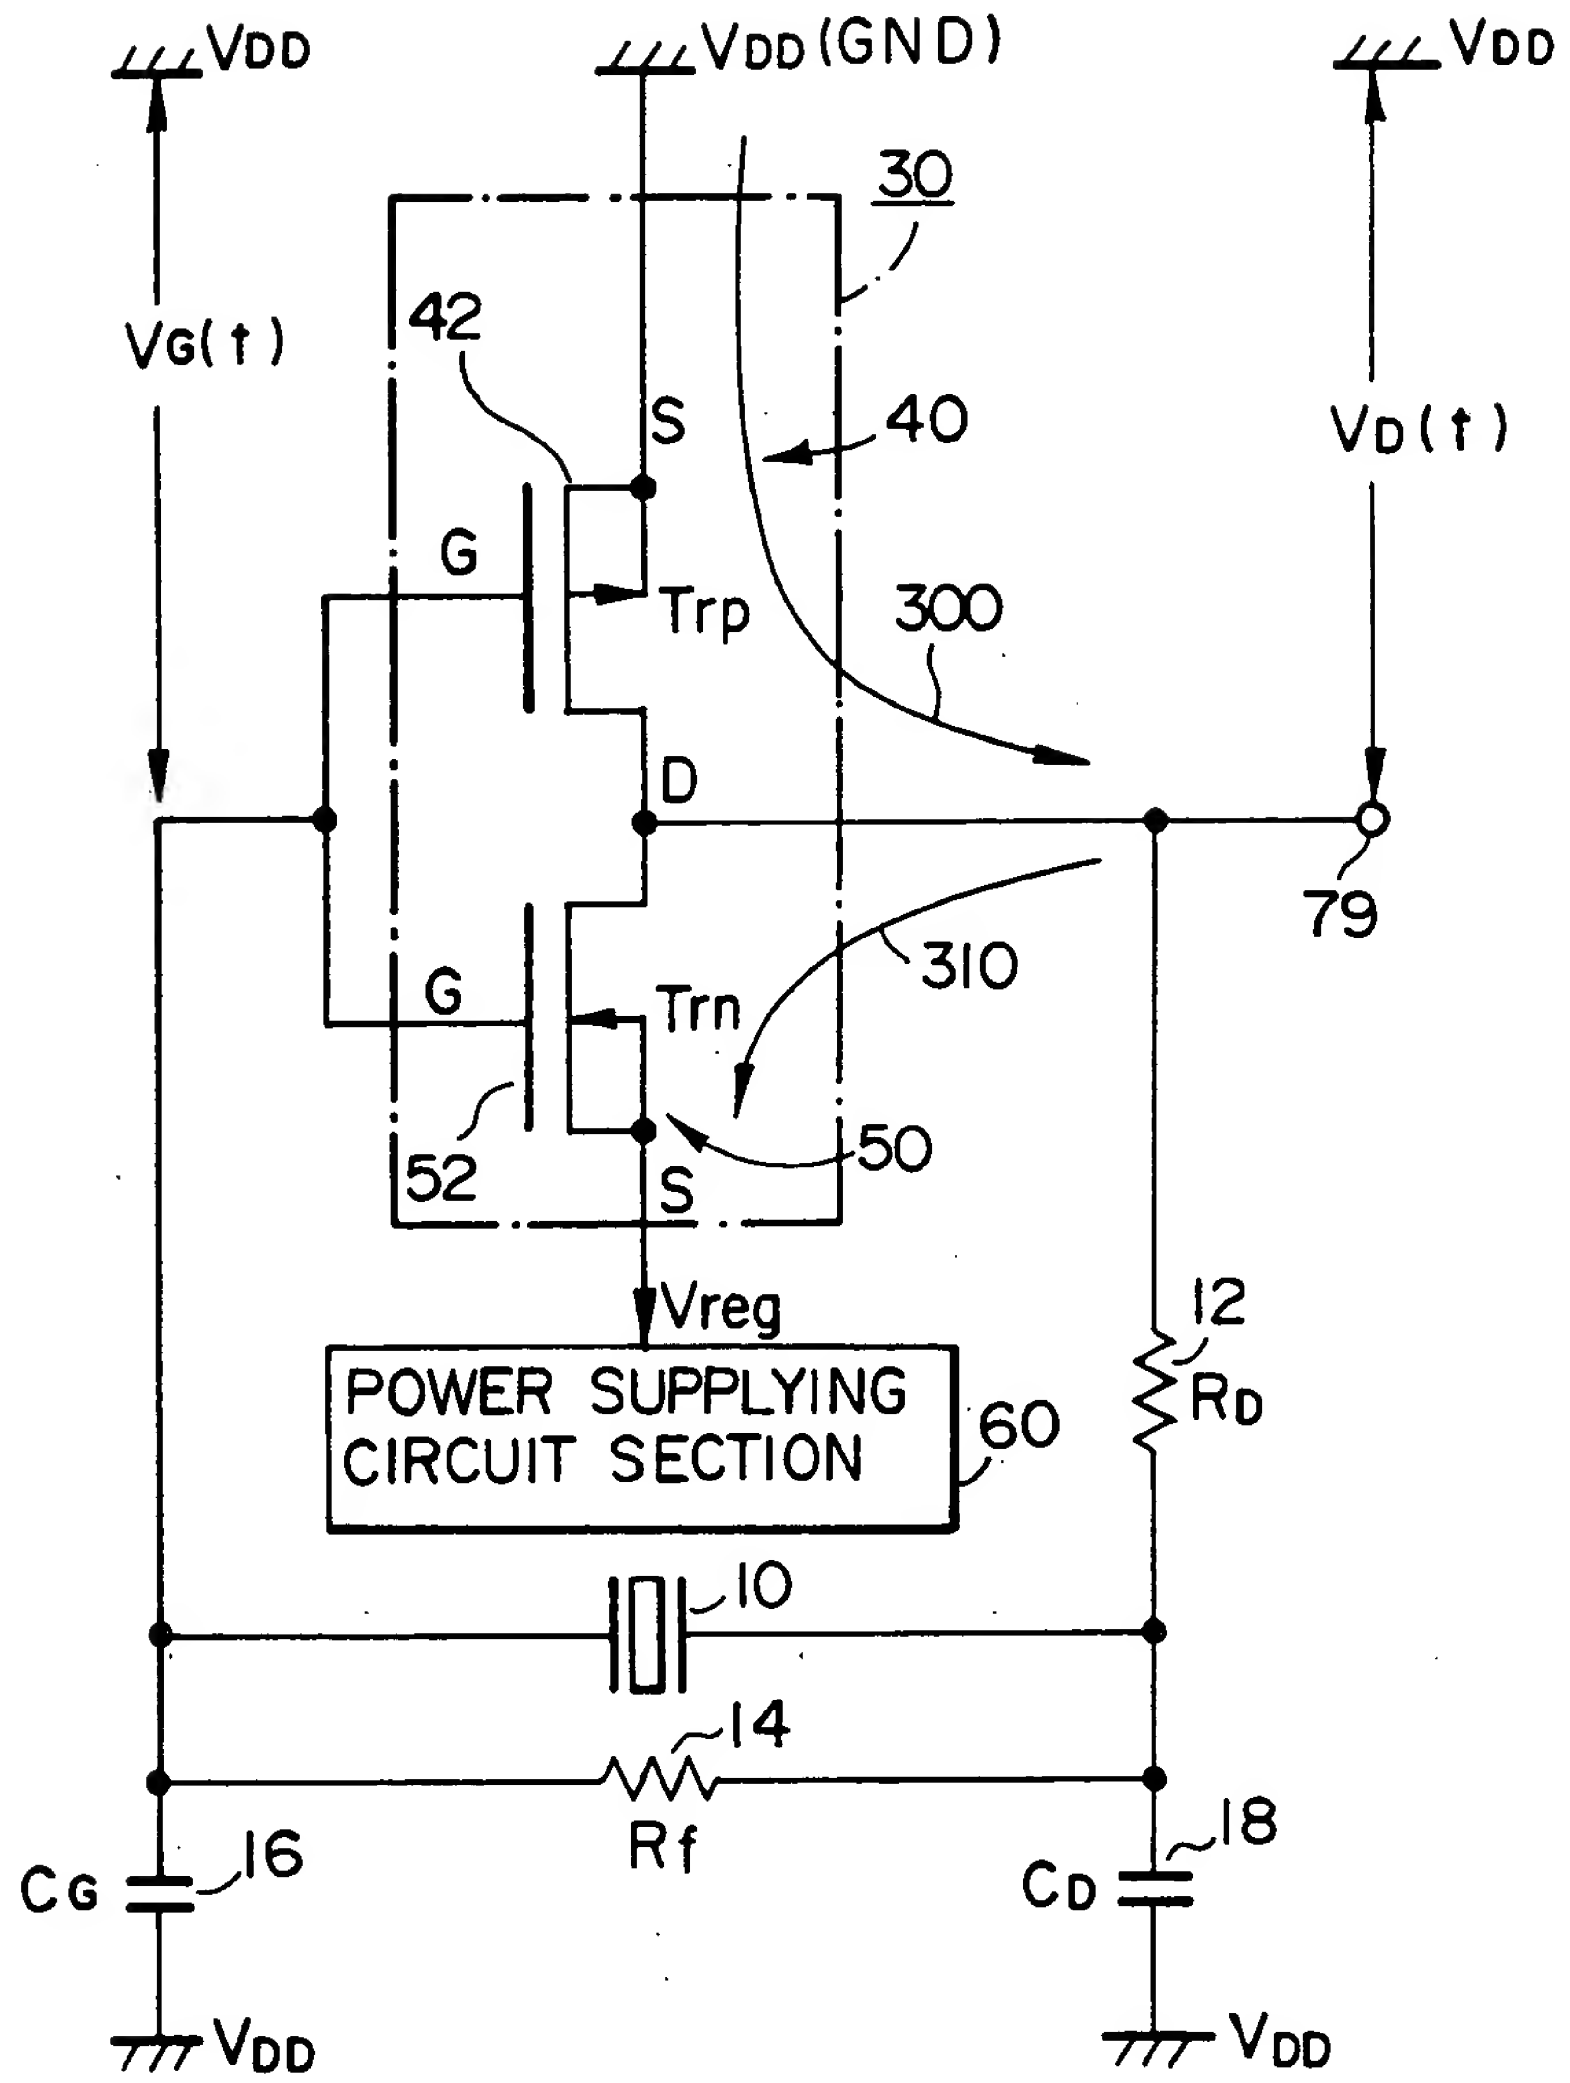 VDD
VDD (GND)
VDD
30
42
VG(t)
S
40
VD(t)
G
Trp
300
D
79
310
G
Trn
50
52
S
Vreg
12
RD
POWER SUPPLYING
CIRCUIT SECTION
60
10
14
Rf
18
16
CG
CD
VDD
VDD